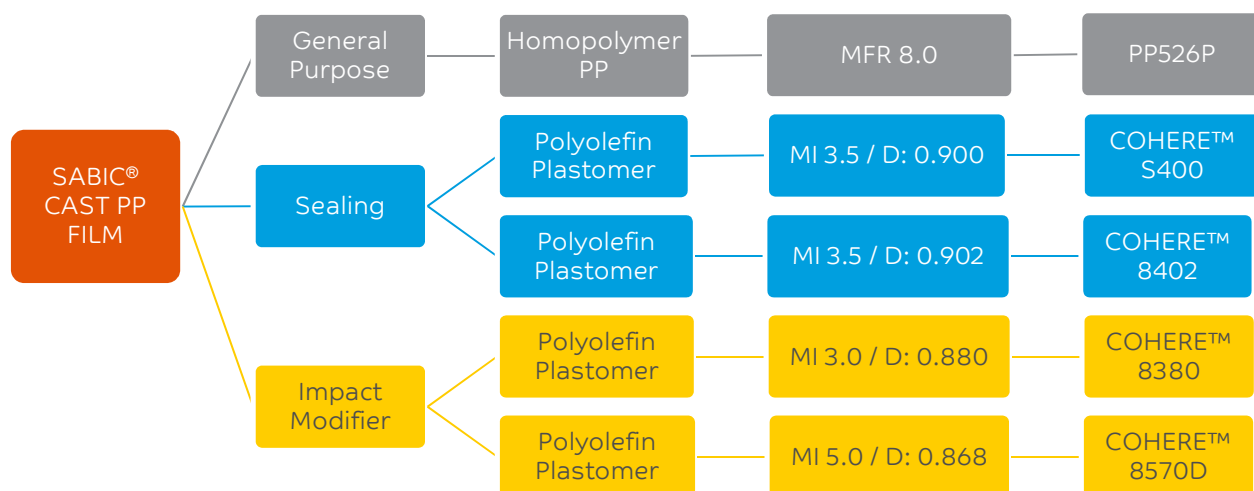 General
Purpose
Homopolymer
PP
MFR 8.0
PP526P
SABIC®
CAST PP
FILM
Sealing
Polyolefin
Plastomer
MI 3.5 / D: 0.900
COHERE™
S400
Polyolefin
Plastomer
MI 3.5 / D: 0.902
COHERE™
8402
Impact
Modifier
Polyolefin
Plastomer
MI 3.0 / D: 0.880
COHERE™
8380
Polyolefin
Plastomer
MI 5.0 / D: 0.868
COHERE™
8570D